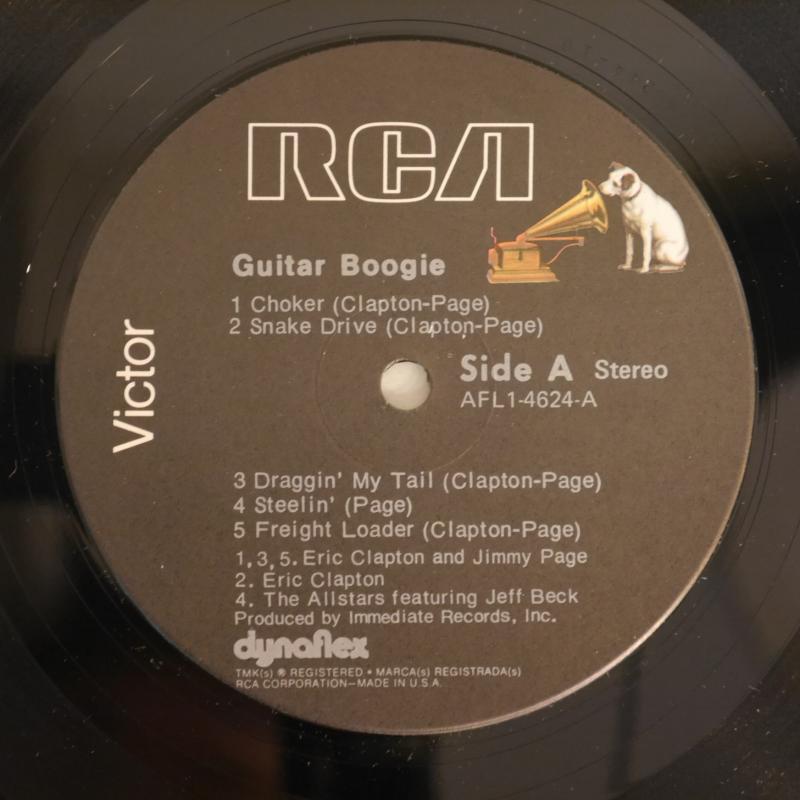 RCA
Guitar Boogie
1 Choker (Clapton-Page)
2 Snake Drive (Clapton-Page)
Victor
Side A Stereo
AFL1-4624-A
3 Draggin' My Tail (Clapton-Page)
4 Steelin' (Page)
5 Freight Loader (Clapton-Page)
1,3,5. Eric Clapton and Jimmy Page
2. Eric Clapton
4. The Allstars featuring Jeff Beck
Produced by Immediate Records, Inc.
dynaflex
TMK(s) ® REGISTERED • MARCA(s) REGISTRADA(s)
RCA CORPORATION—MADE IN U.S.A.